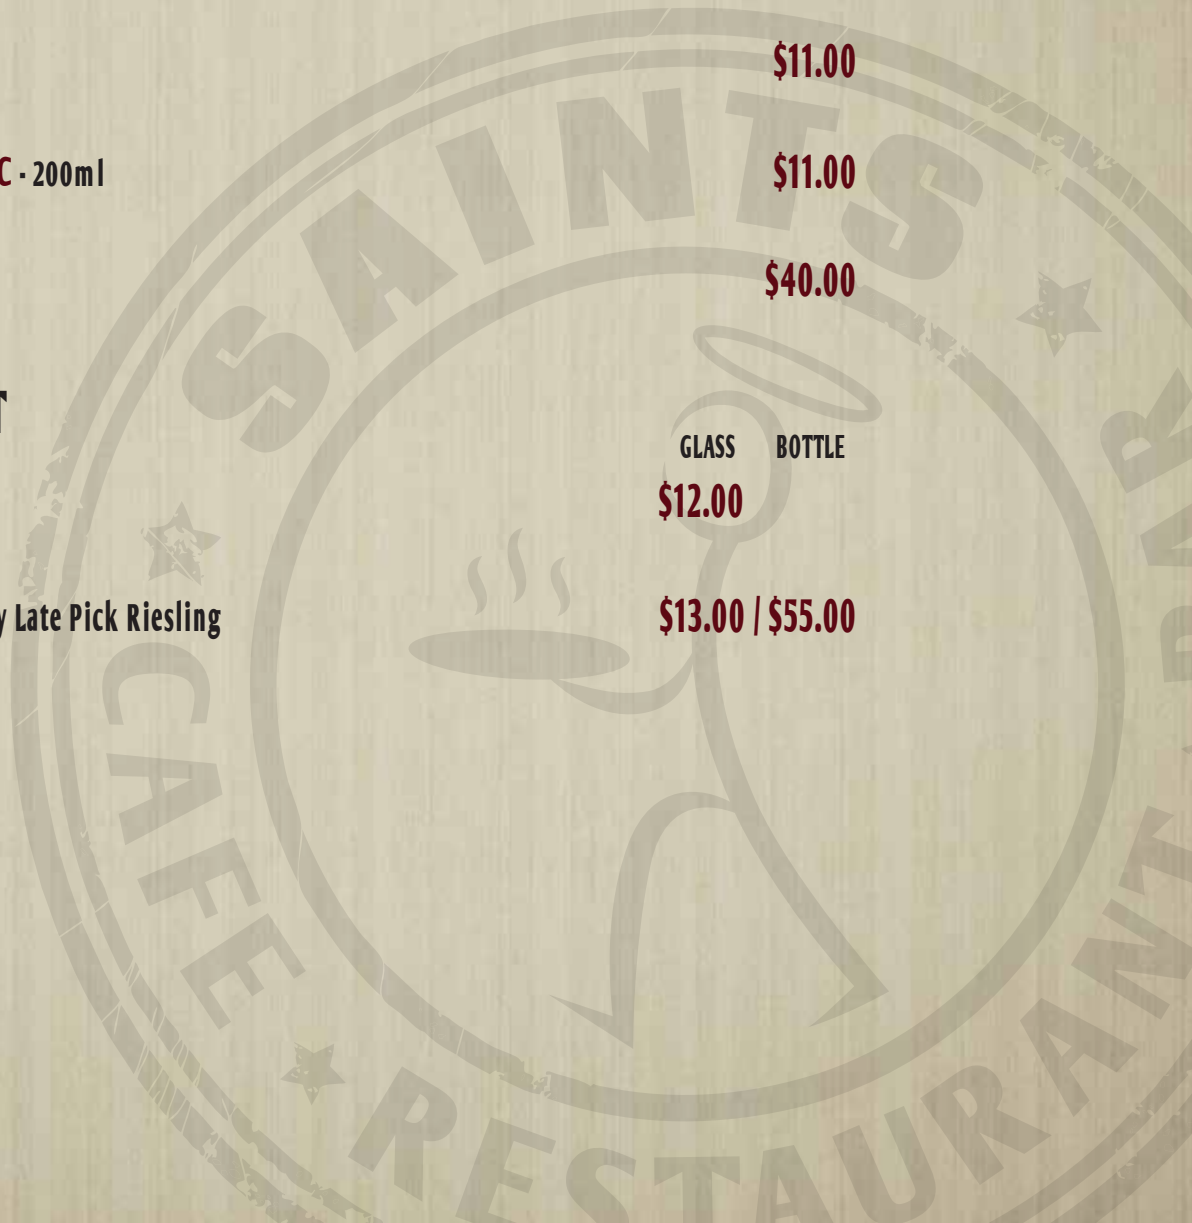 $11.00
C - 200ml $11.00
$40.00
T
GLASS BOTTLE
$12.00
y Late Pick Riesling $13.00 / $55.00
SAINTS
CAFE
RESTAURANT
BAR